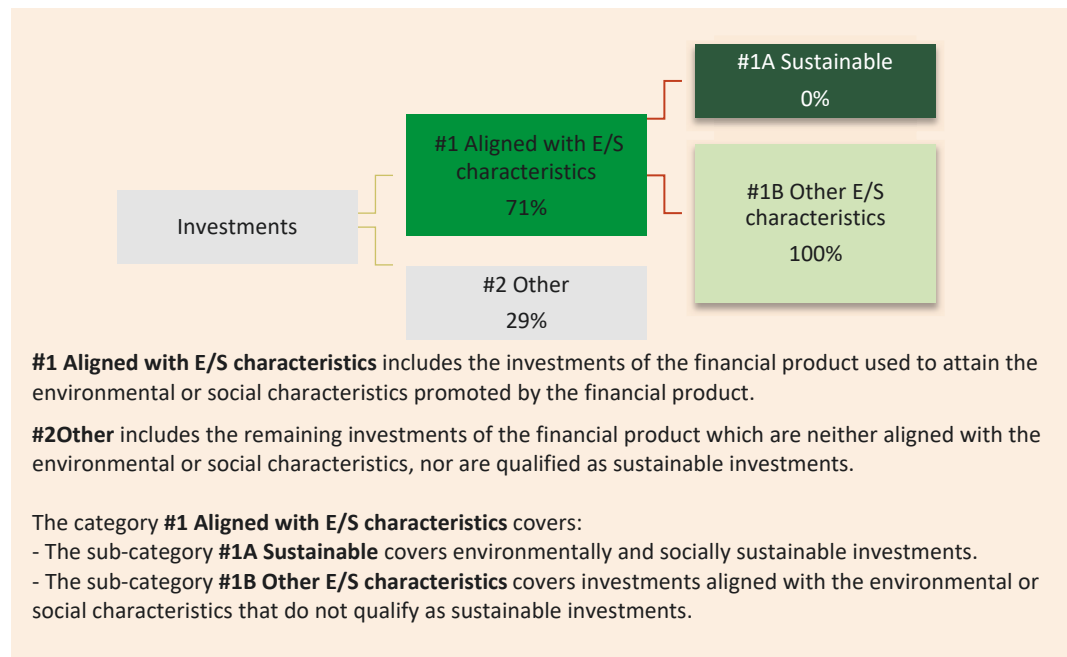 #1A Sustainable
0%
#1 Aligned with E/S
characteristics
71%
#1B Other E/S
characteristics
100%
Investments
#2 Other
29%
#1 Aligned with E/S characteristics includes the investments of the financial product used to attain the
environmental or social characteristics promoted by the financial product.
#2Other includes the remaining investments of the financial product which are neither aligned with the
environmental or social characteristics, nor are qualified as sustainable investments.
The category #1 Aligned with E/S characteristics covers:
- The sub-category #1A Sustainable covers environmentally and socially sustainable investments.
- The sub-category #1B Other E/S characteristics covers investments aligned with the environmental or
social characteristics that do not qualify as sustainable investments.